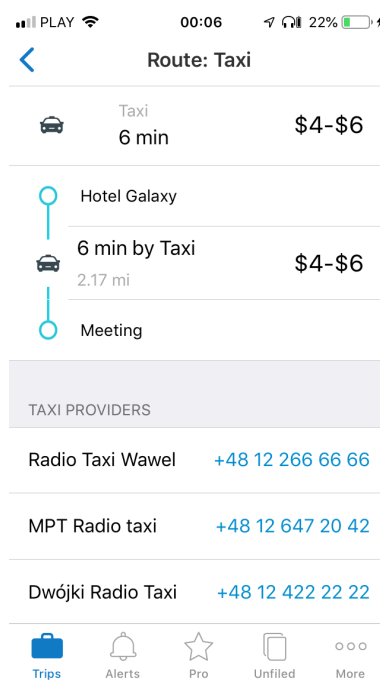 PLAY 00:06 22%
Route: Taxi
Taxi
6 min $4-$6
Hotel Galaxy
6 min by Taxi $4-$6
2.17 mi
Meeting
TAXI PROVIDERS
Radio Taxi Wawel +48 12 266 66 66
MPT Radio taxi +48 12 647 20 42
Dwójki Radio Taxi +48 12 422 22 22
Trips Alerts Pro Unfiled More